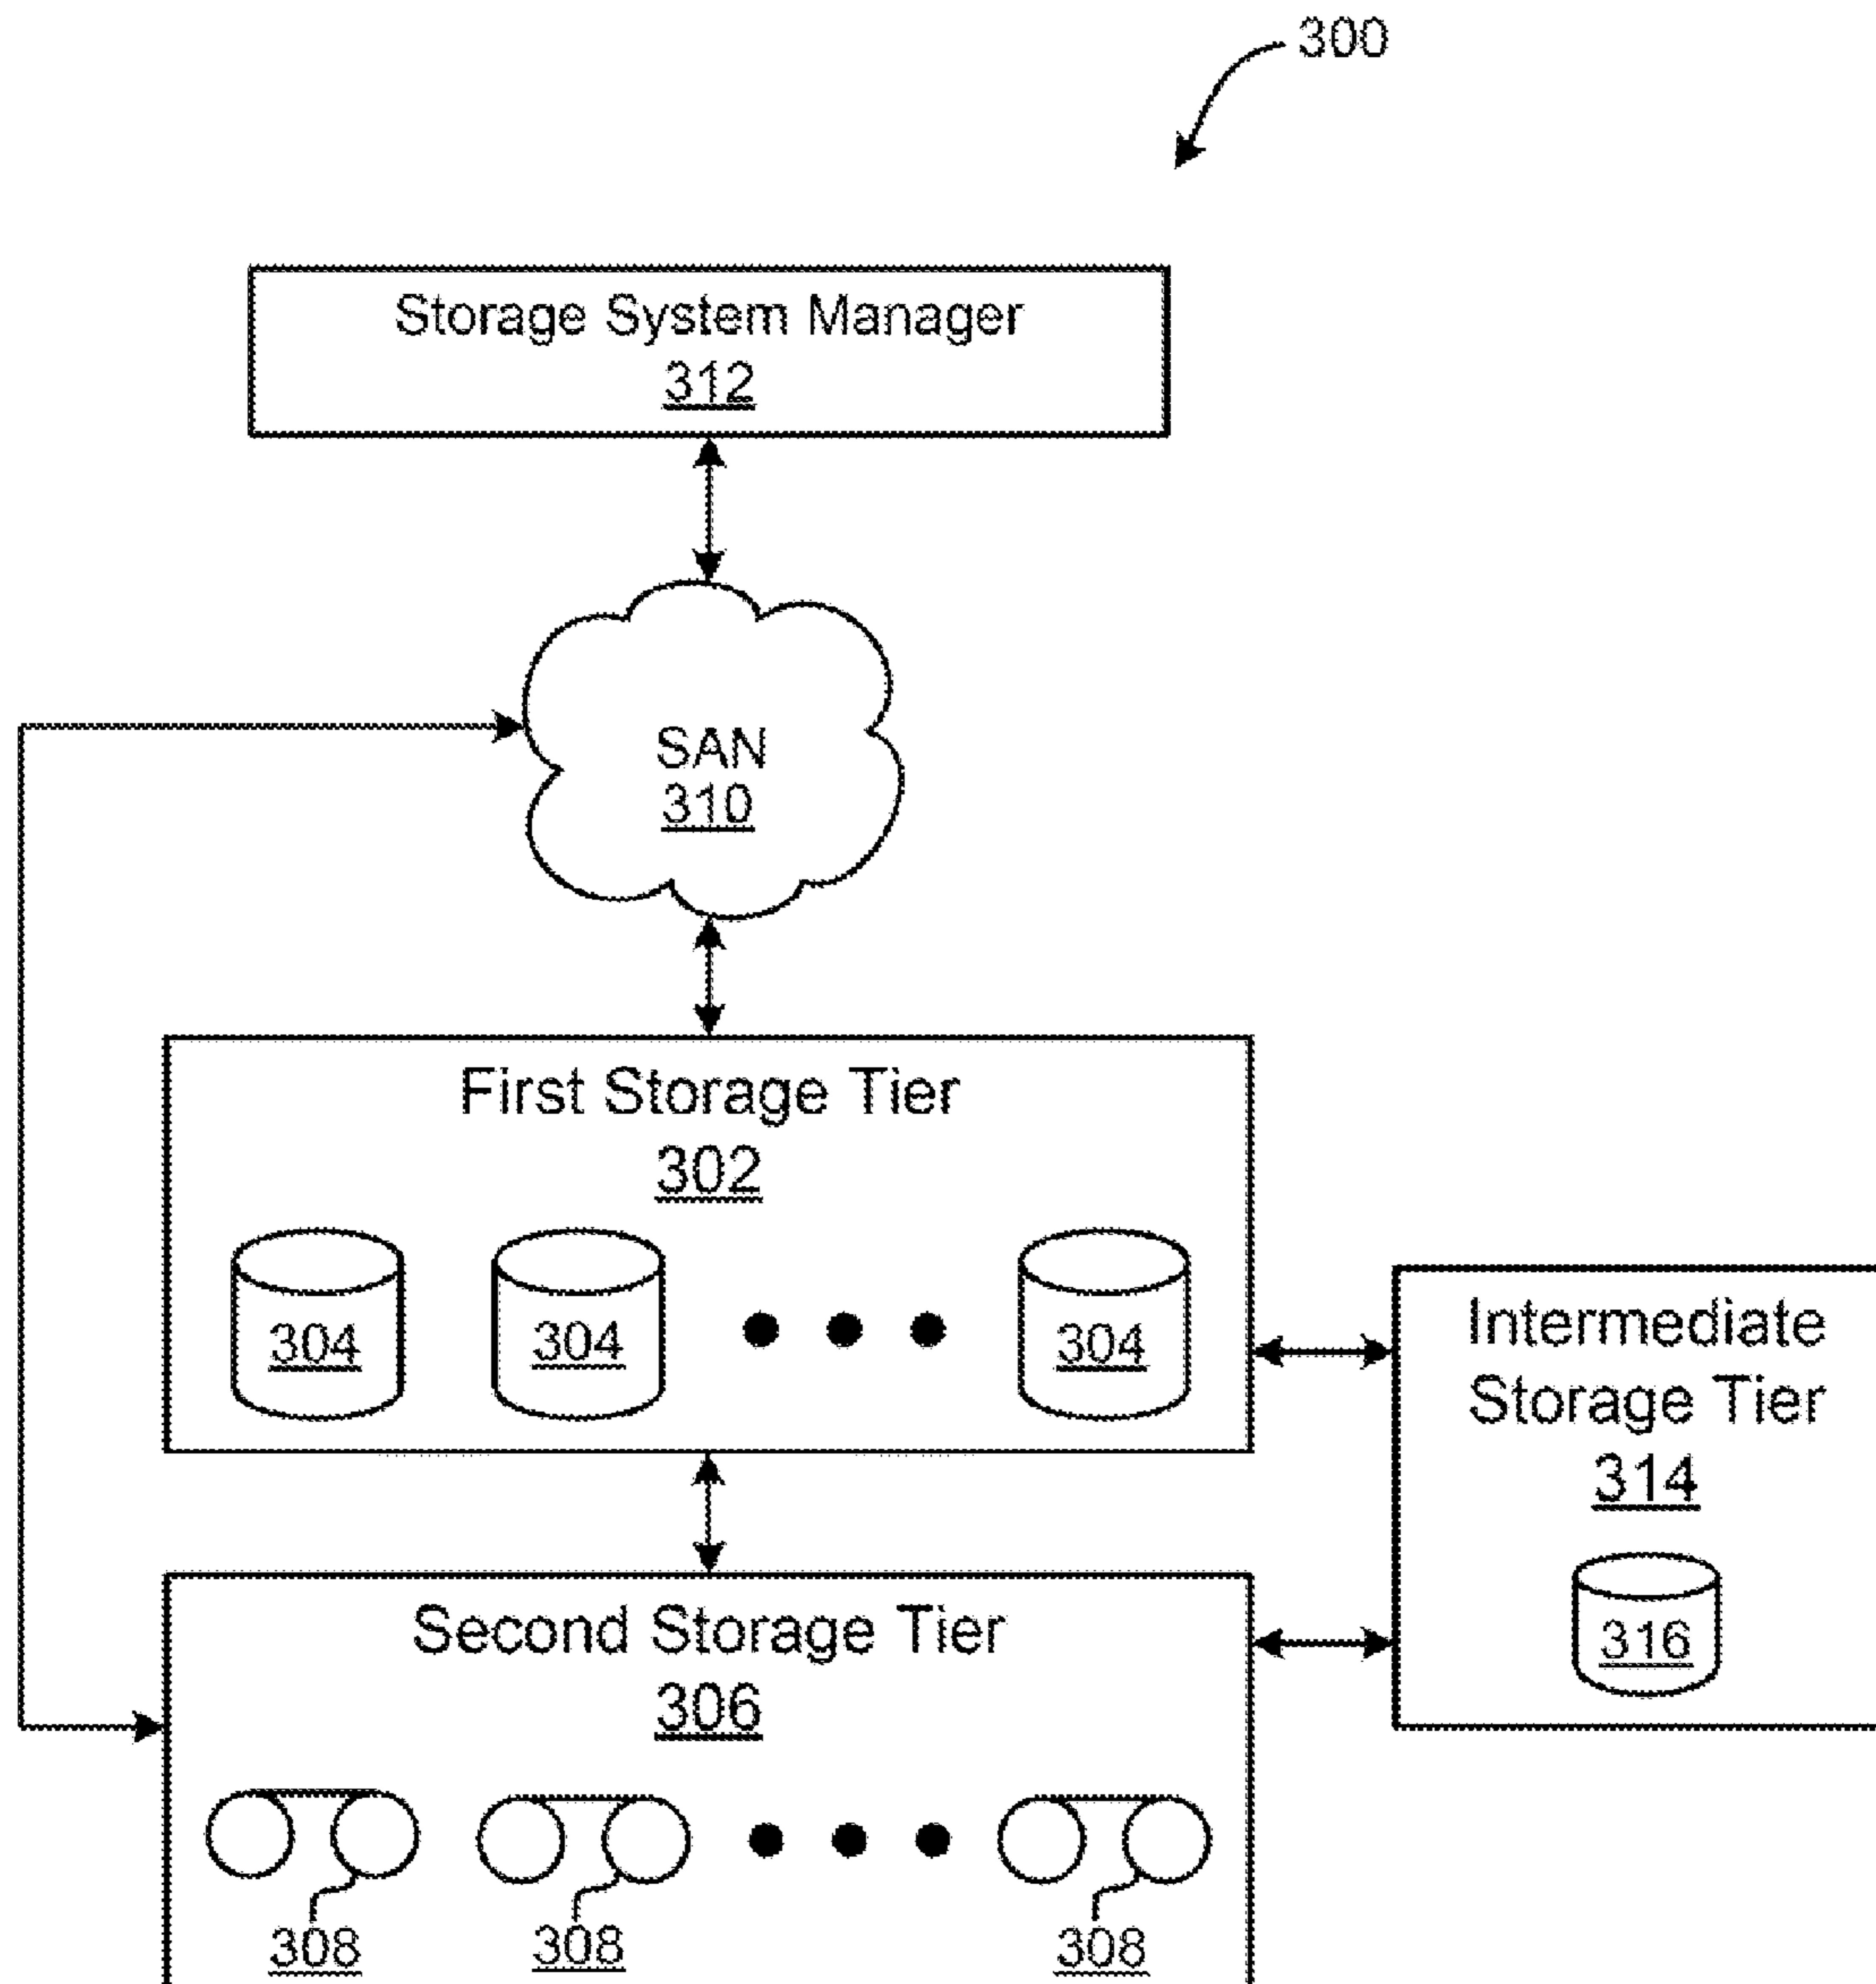 300
Storage System Manager
312
SAN
310
First Storage Tier
302
304
304
304
Intermediate
Storage Tier
314
316
Second Storage Tier
306
308
308
308